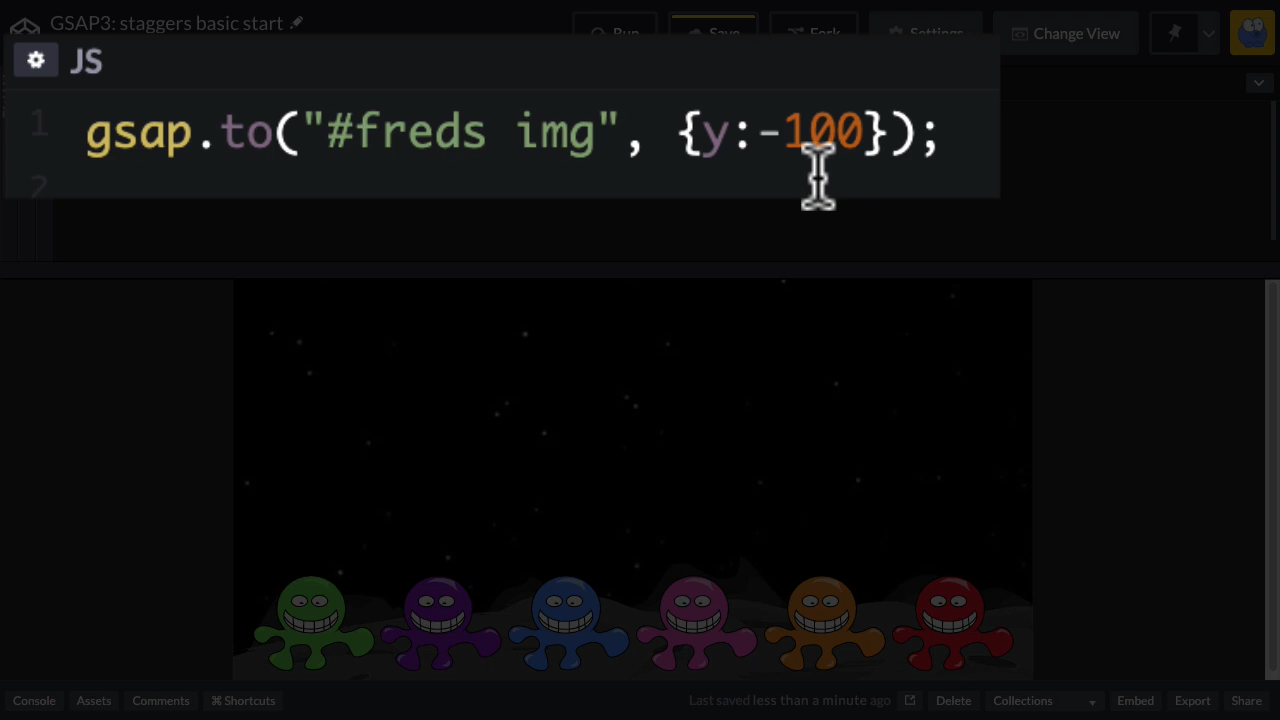 GSAP3: staggers basic start
Run
Save
Fork
Settings
Change View
JS
1 gsap.to("#freds img", {y:-100});
2
Console
Assets
Comments
⌘ Shortcuts
Last saved less than a minute ago
Delete
Collections
Embed
Export
Share